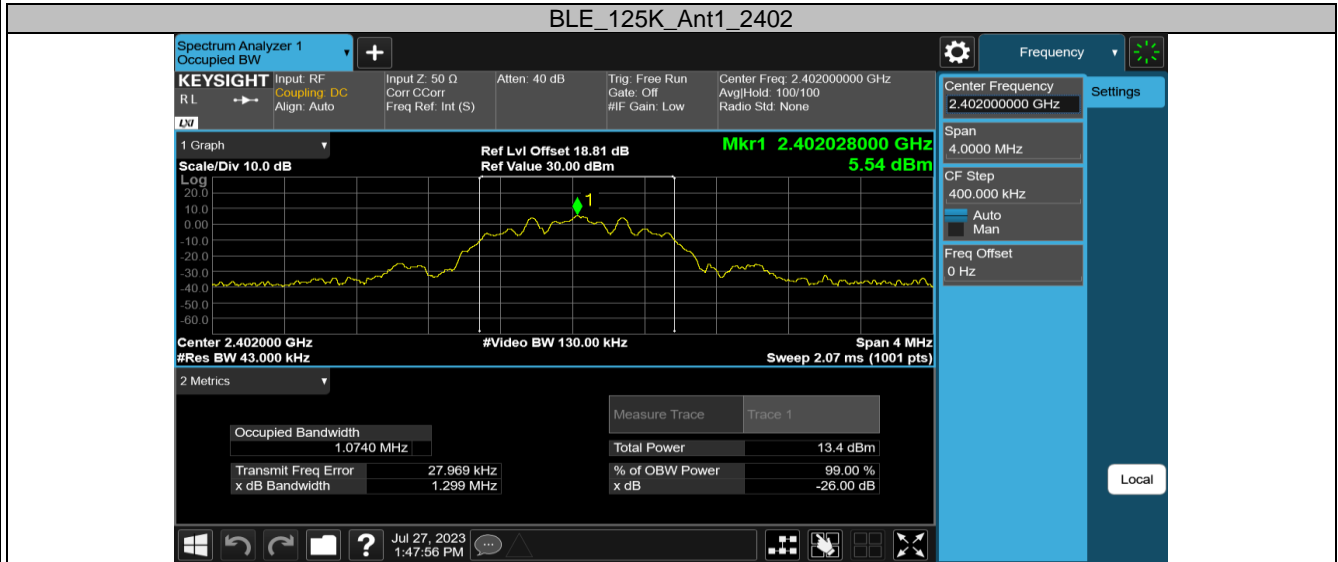 BLE_125K_Ant1_2402
Spectrum Analyzer 1
Occupied BW
+
Frequency
KEYSIGHT
R L
LXI
Input: RF
Coupling: DC
Align: Auto
Input Z: 50 Ω
Corr CCorr
Freq Ref: Int (S)
Atten: 40 dB
Trig: Free Run
Gate: Off
#IF Gain: Low
Center Freq: 2.402000000 GHz
Avg|Hold: 100/100
Radio Std: None
Center Frequency
2.402000000 GHz
Settings
Span
4.0000 MHz
CF Step
400.000 kHz
Auto
Man
Freq Offset
0 Hz
1 Graph
Scale/Div 10.0 dB
Ref Lvl Offset 18.81 dB
Ref Value 30.00 dBm
Mkr1 2.402028000 GHz
5.54 dBm
Log
20.0
10.0
0.00
-10.0
-20.0
-30.0
-40.0
-50.0
-60.0
1
Center 2.402000 GHz
#Res BW 43.000 kHz
#Video BW 130.00 kHz
Span 4 MHz
Sweep 2.07 ms (1001 pts)
2 Metrics
Measure Trace Trace 1
Occupied Bandwidth
1.0740 MHz
Total Power 13.4 dBm
Transmit Freq Error 27.969 kHz
% of OBW Power 99.00 %
x dB Bandwidth 1.299 MHz
x dB -26.00 dB
Local
?
Jul 27, 2023
1:47:56 PM